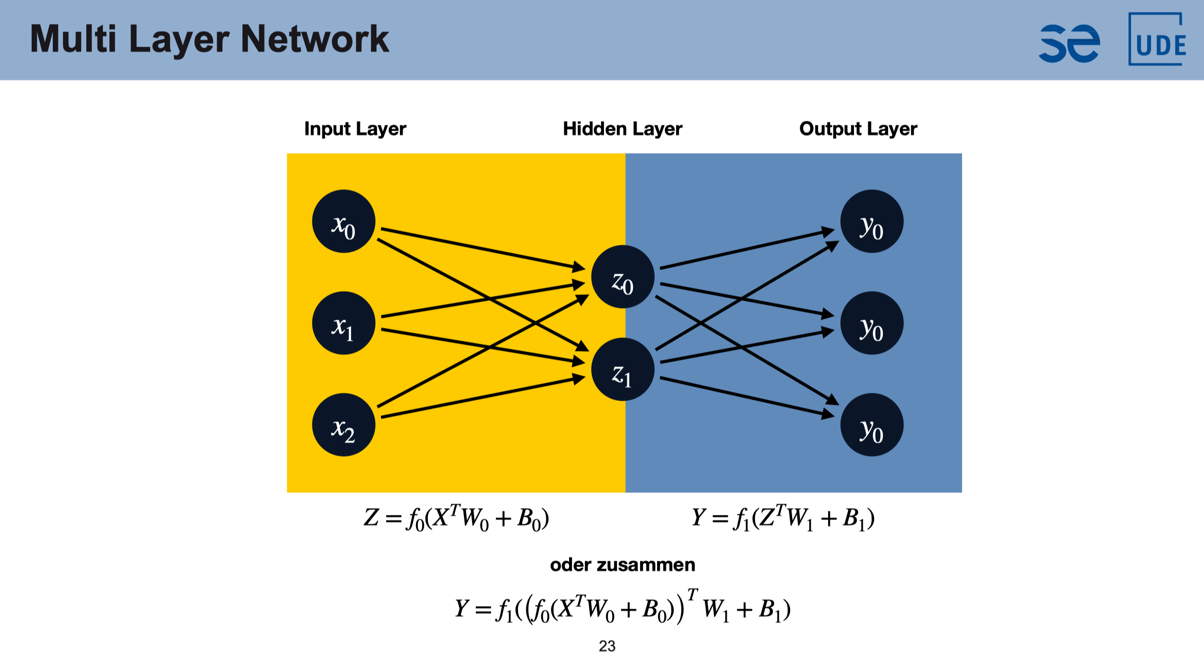 Multi Layer Network
se
UDE
Input Layer
Hidden Layer
Output Layer
x₀
x₁
x₂
z₀
z₁
y₀
y₀
y₀
Z = f₀(XᵀW₀ + B₀)
Y = f₁(ZᵀW₁ + B₁)
oder zusammen
Y = f₁((f₀(XᵀW₀ + B₀))ᵀ W₁ + B₁)
23